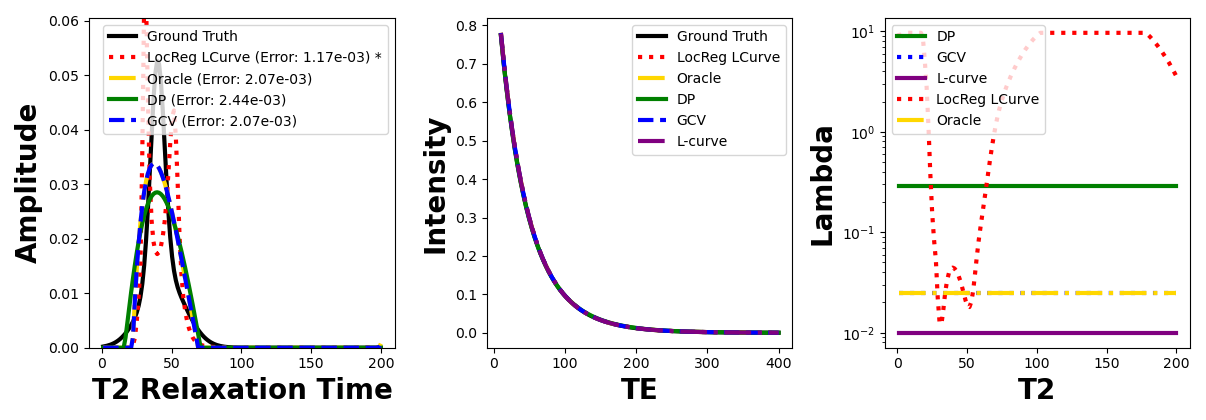 Amplitude
0.06
0.05
0.04
0.03
0.02
0.01
0.00
Ground Truth
LocReg LCurve (Error: 1.17e-03) *
Oracle (Error: 2.07e-03)
DP (Error: 2.44e-03)
GCV (Error: 2.07e-03)
0 50 100 150 200
T2 Relaxation Time
Intensity
0.8
0.7
0.6
0.5
0.4
0.3
0.2
0.1
0.0
Ground Truth
LocReg LCurve
Oracle
DP
GCV
L-curve
0 100 200 300 400
TE
Lambda
10¹
10⁰
10⁻¹
10⁻²
DP
GCV
L-curve
LocReg LCurve
Oracle
0 50 100 150 200
T2